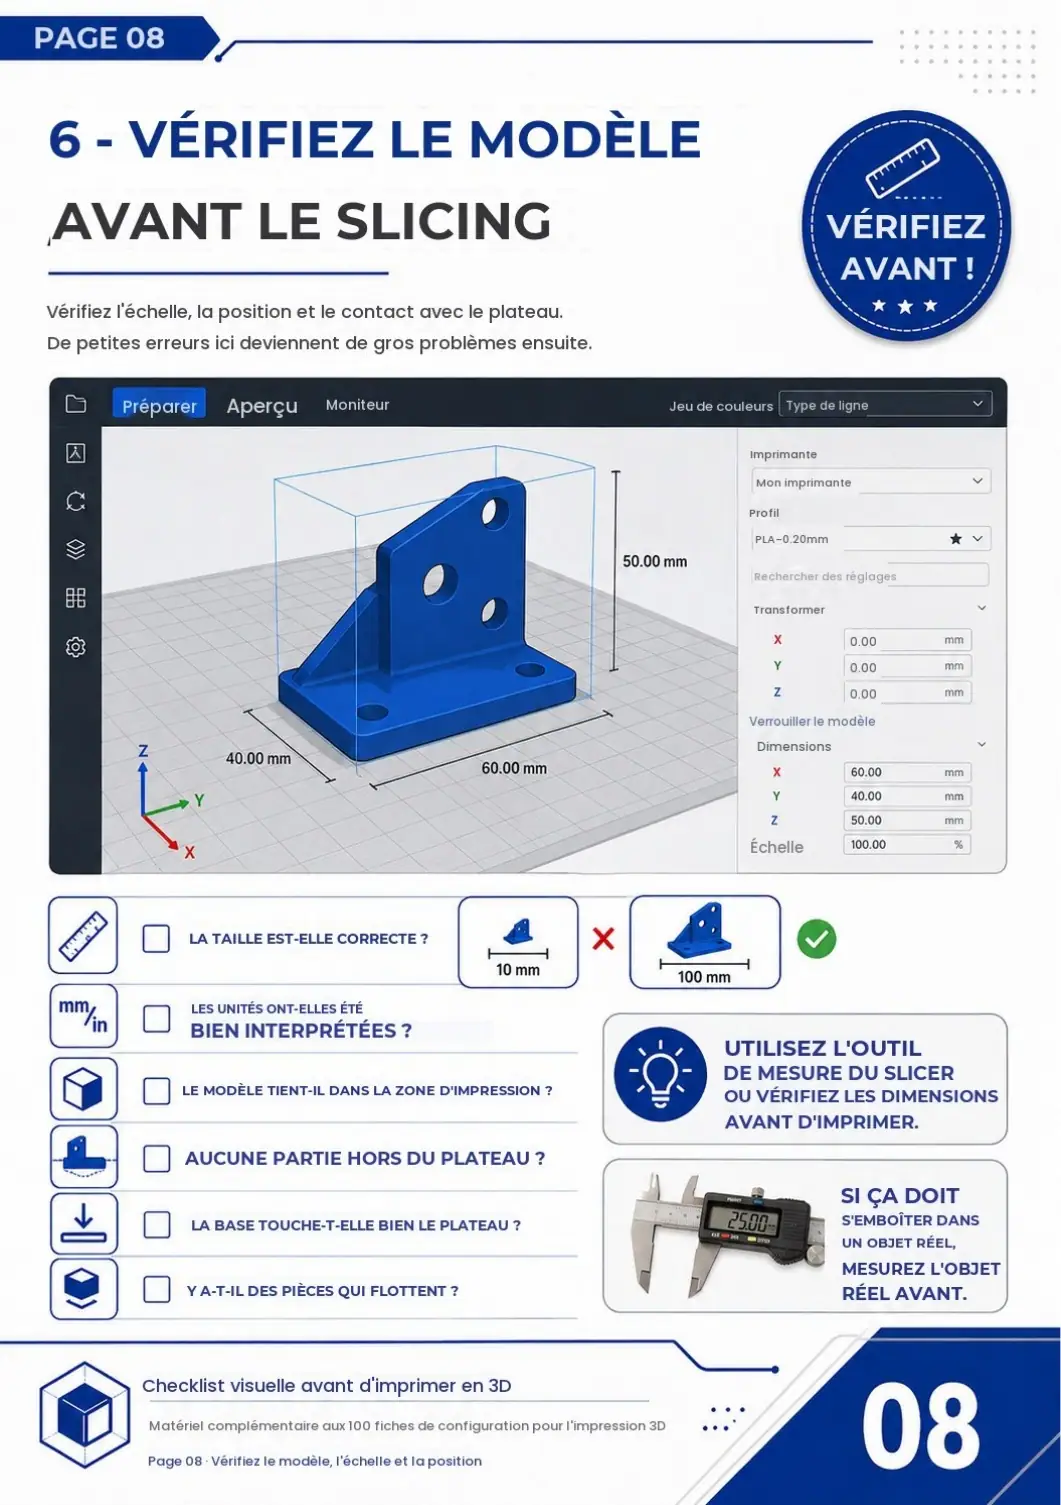 PAGE 08
6 - VÉRIFIEZ LE MODÈLE
AVANT LE SLICING
VÉRIFIEZ
AVANT !
Vérifiez l'échelle, la position et le contact avec le plateau.
De petites erreurs ici deviennent de gros problèmes ensuite.
Préparer
Aperçu
Moniteur
Jeu de couleurs
Type de ligne
Imprimante
Mon imprimante
Profil
PLA-0.20mm
Rechercher des réglages
Transformer
X 0.00 mm
Y 0.00 mm
Z 0.00 mm
Verrouiller le modèle
Dimensions
X 60.00 mm
Y 40.00 mm
Z 50.00 mm
Échelle 100.00 %
50.00 mm
40.00 mm
60.00 mm
Z
Y
X
LA TAILLE EST-ELLE CORRECTE ?
10 mm
100 mm
mm/in
LES UNITÉS ONT-ELLES ÉTÉ
BIEN INTERPRÉTÉES ?
LE MODÈLE TIENT-IL DANS LA ZONE D'IMPRESSION ?
AUCUNE PARTIE HORS DU PLATEAU ?
LA BASE TOUCHE-T-ELLE BIEN LE PLATEAU ?
Y A-T-IL DES PIÈCES QUI FLOTTENT ?
UTILISEZ L'OUTIL
DE MESURE DU SLICER
OU VÉRIFIEZ LES DIMENSIONS
AVANT D'IMPRIMER.
25.00
SI ÇA DOIT
S'EMBOÎTER DANS
UN OBJET RÉEL,
MESUREZ L'OBJET
RÉEL AVANT.
Checklist visuelle avant d'imprimer en 3D
Matériel complémentaire aux 100 fiches de configuration pour l'impression 3D
Page 08 · Vérifiez le modèle, l'échelle et la position
08